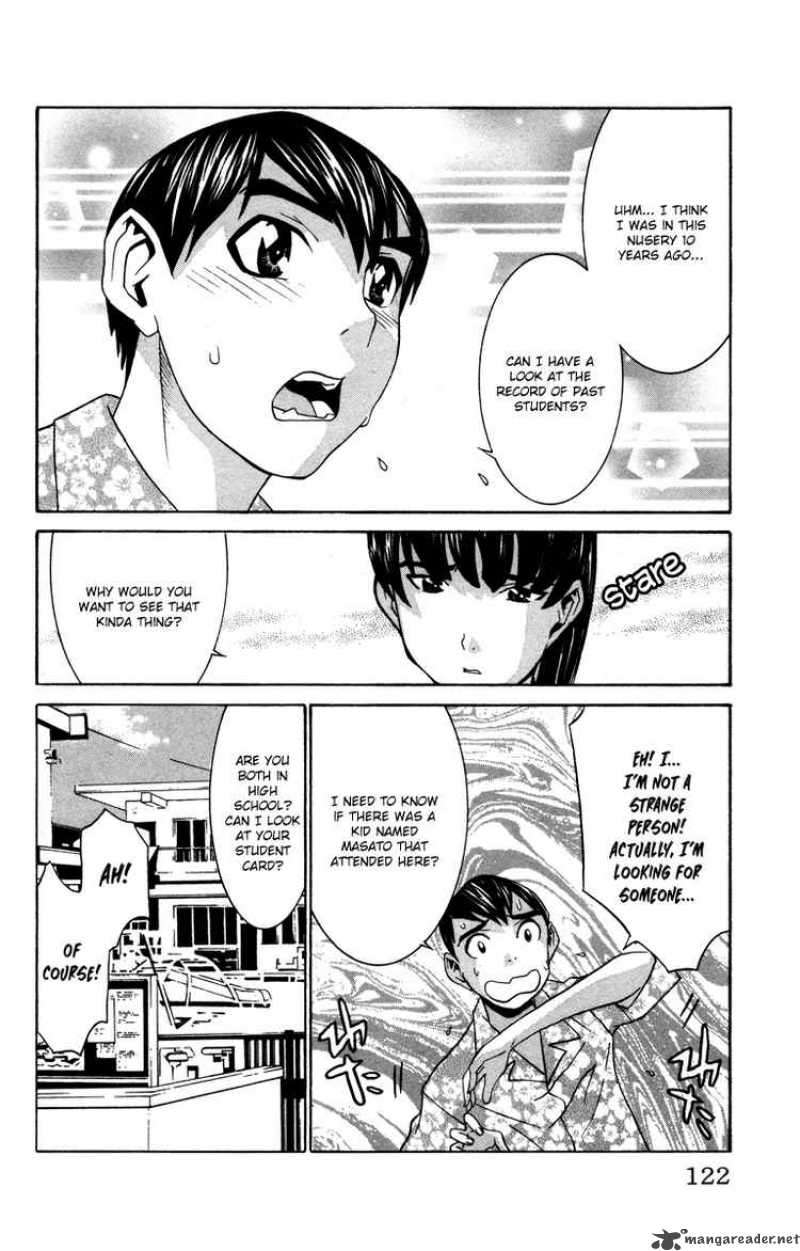 UHM... I THINK
I WAS IN THIS
NUSERY 10
YEARS AGO...
CAN I HAVE A
LOOK AT THE
RECORD OF PAST
STUDENTS?
stare
WHY WOULD YOU
WANT TO SEE THAT
KINDA THING?
EH! I...
I'M NOT A
STRANGE
PERSON!
ACTUALLY, I'M
LOOKING FOR
SOMEONE...
I NEED TO KNOW
IF THERE WAS A
KID NAMED
MASATO THAT
ATTENDED HERE?
ARE YOU
BOTH IN
HIGH
SCHOOL?
CAN I LOOK
AT YOUR
STUDENT
CARD?
AH!
OF
COURSE!
122
mangareader.net